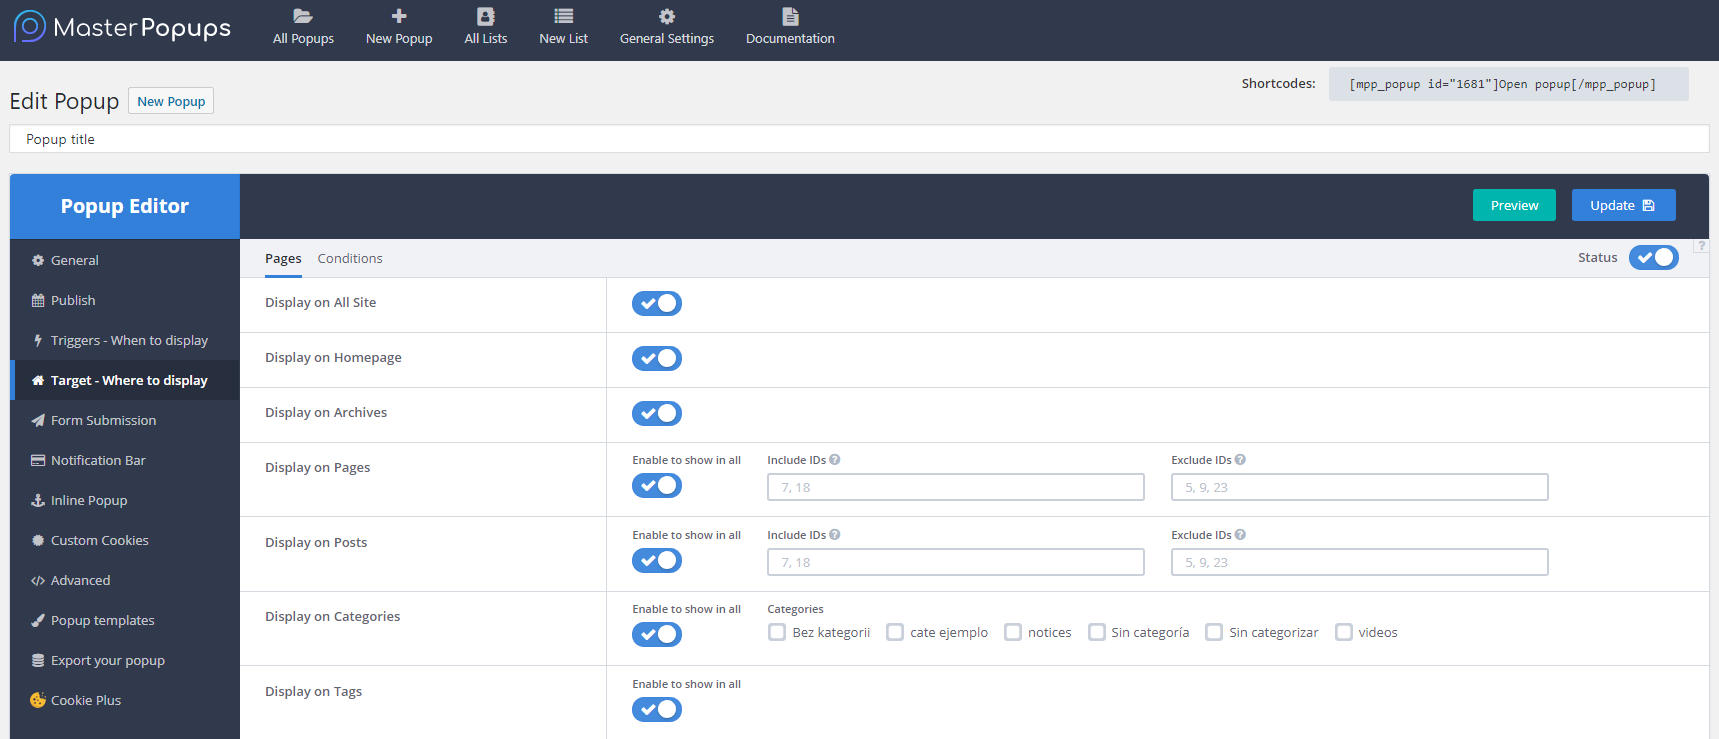 MasterPopups
All Popups
New Popup
All Lists
New List
General Settings
Documentation
Shortcodes: [mpp_popup id="1681"]Open popup[/mpp_popup]
Edit Popup New Popup
Popup title
Popup Editor
Preview Update
General
Publish
Triggers - When to display
Target - Where to display
Form Submission
Notification Bar
Inline Popup
Custom Cookies
Advanced
Popup templates
Export your popup
Cookie Plus
Pages Conditions Status ?
Display on All Site
Display on Homepage
Display on Archives
Display on Pages
Enable to show in all Include IDs ? Exclude IDs ?
7, 18 5, 9, 23
Display on Posts
Enable to show in all Include IDs ? Exclude IDs ?
7, 18 5, 9, 23
Display on Categories
Enable to show in all Categories
Bez kategorii cate ejemplo notices Sin categoría Sin categorizar videos
Display on Tags
Enable to show in all